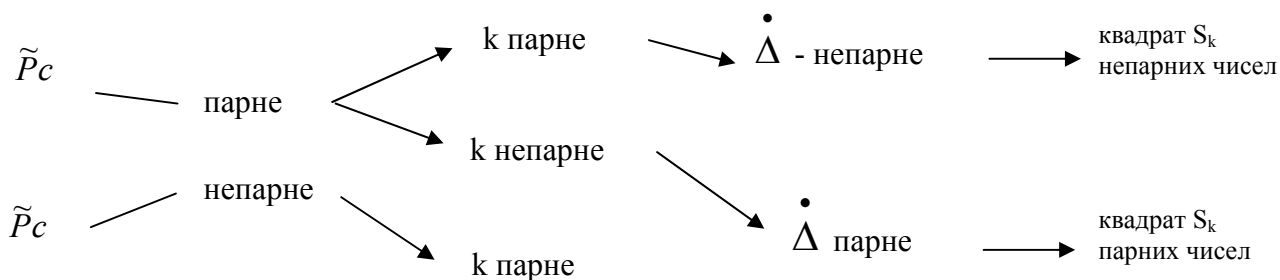 P̃c парне k парне Δ̇ - непарне квадрат Sₖ
непарних чисел
k непарне
P̃c непарне Δ̇ парне квадрат Sₖ
парних чисел
k парне